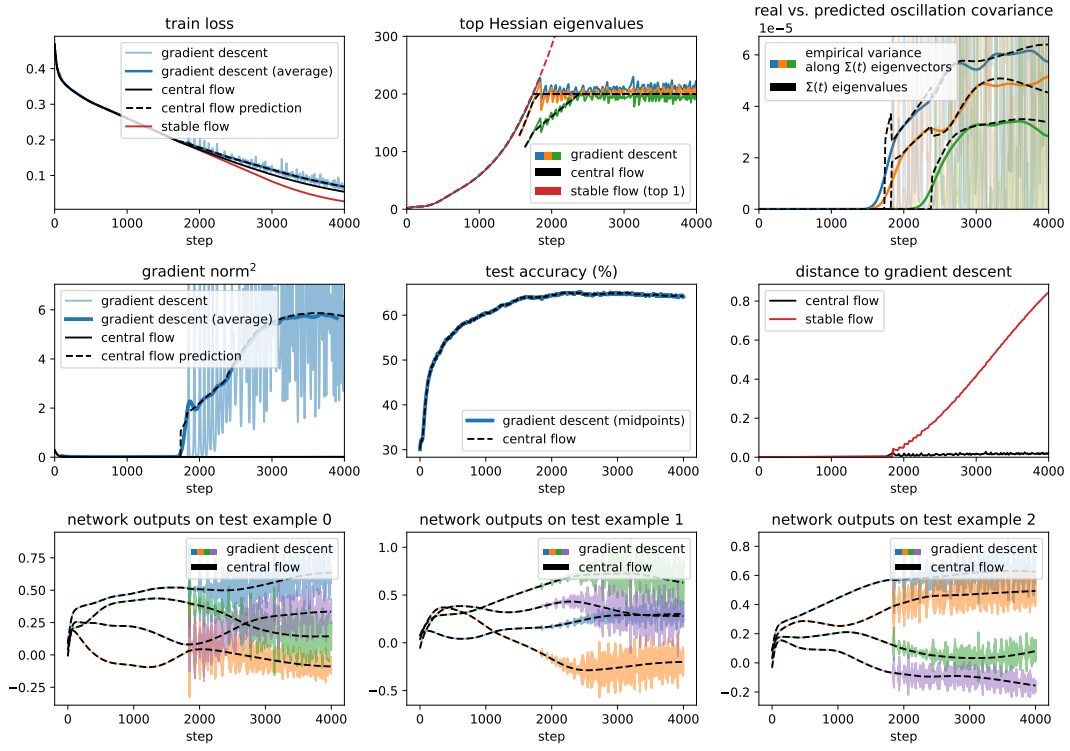 train loss
gradient descent
gradient descent (average)
central flow
central flow prediction
stable flow
0.4
0.3
0.2
0.1
0
1000
2000
3000
4000
step
top Hessian eigenvalues
gradient descent
central flow
stable flow (top 1)
300
200
100
0
0
1000
2000
3000
4000
step
real vs. predicted oscillation covariance
1e−5
empirical variance
along Σ(t) eigenvectors
Σ(t) eigenvalues
6
4
2
0
0
1000
2000
3000
4000
step
gradient norm²
gradient descent
gradient descent (average)
central flow
central flow prediction
6
4
2
0
0
1000
2000
3000
4000
step
test accuracy (%)
gradient descent (midpoints)
central flow
60
50
40
30
0
1000
2000
3000
4000
step
distance to gradient descent
central flow
stable flow
0.8
0.6
0.4
0.2
0.0
0
1000
2000
3000
4000
step
network outputs on test example 0
gradient descent
central flow
0.75
0.50
0.25
0.00
−0.25
0
1000
2000
3000
4000
step
network outputs on test example 1
gradient descent
central flow
1.0
0.5
0.0
−0.5
0
1000
2000
3000
4000
step
network outputs on test example 2
gradient descent
central flow
0.8
0.6
0.4
0.2
0.0
−0.2
0
1000
2000
3000
4000
step